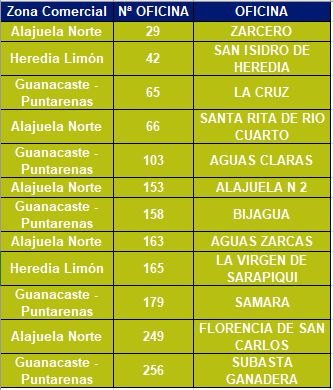 Zona Comercial Nª OFICINA OFICINA
Alajuela Norte 29 ZARCERO
Heredia Limón 42 SAN ISIDRO DE
HEREDIA
Guanacaste -
Puntarenas 65 LA CRUZ
Alajuela Norte 66 SANTA RITA DE RIO
CUARTO
Guanacaste -
Puntarenas 103 AGUAS CLARAS
Alajuela Norte 153 ALAJUELA N 2
Guanacaste -
Puntarenas 158 BIJAGUA
Alajuela Norte 163 AGUAS ZARCAS
Heredia Limón 165 LA VIRGEN DE
SARAPIQUI
Guanacaste -
Puntarenas 179 SAMARA
Alajuela Norte 249 FLORENCIA DE SAN
CARLOS
Guanacaste - SUBASTA
Puntarenas 256 GANADERA